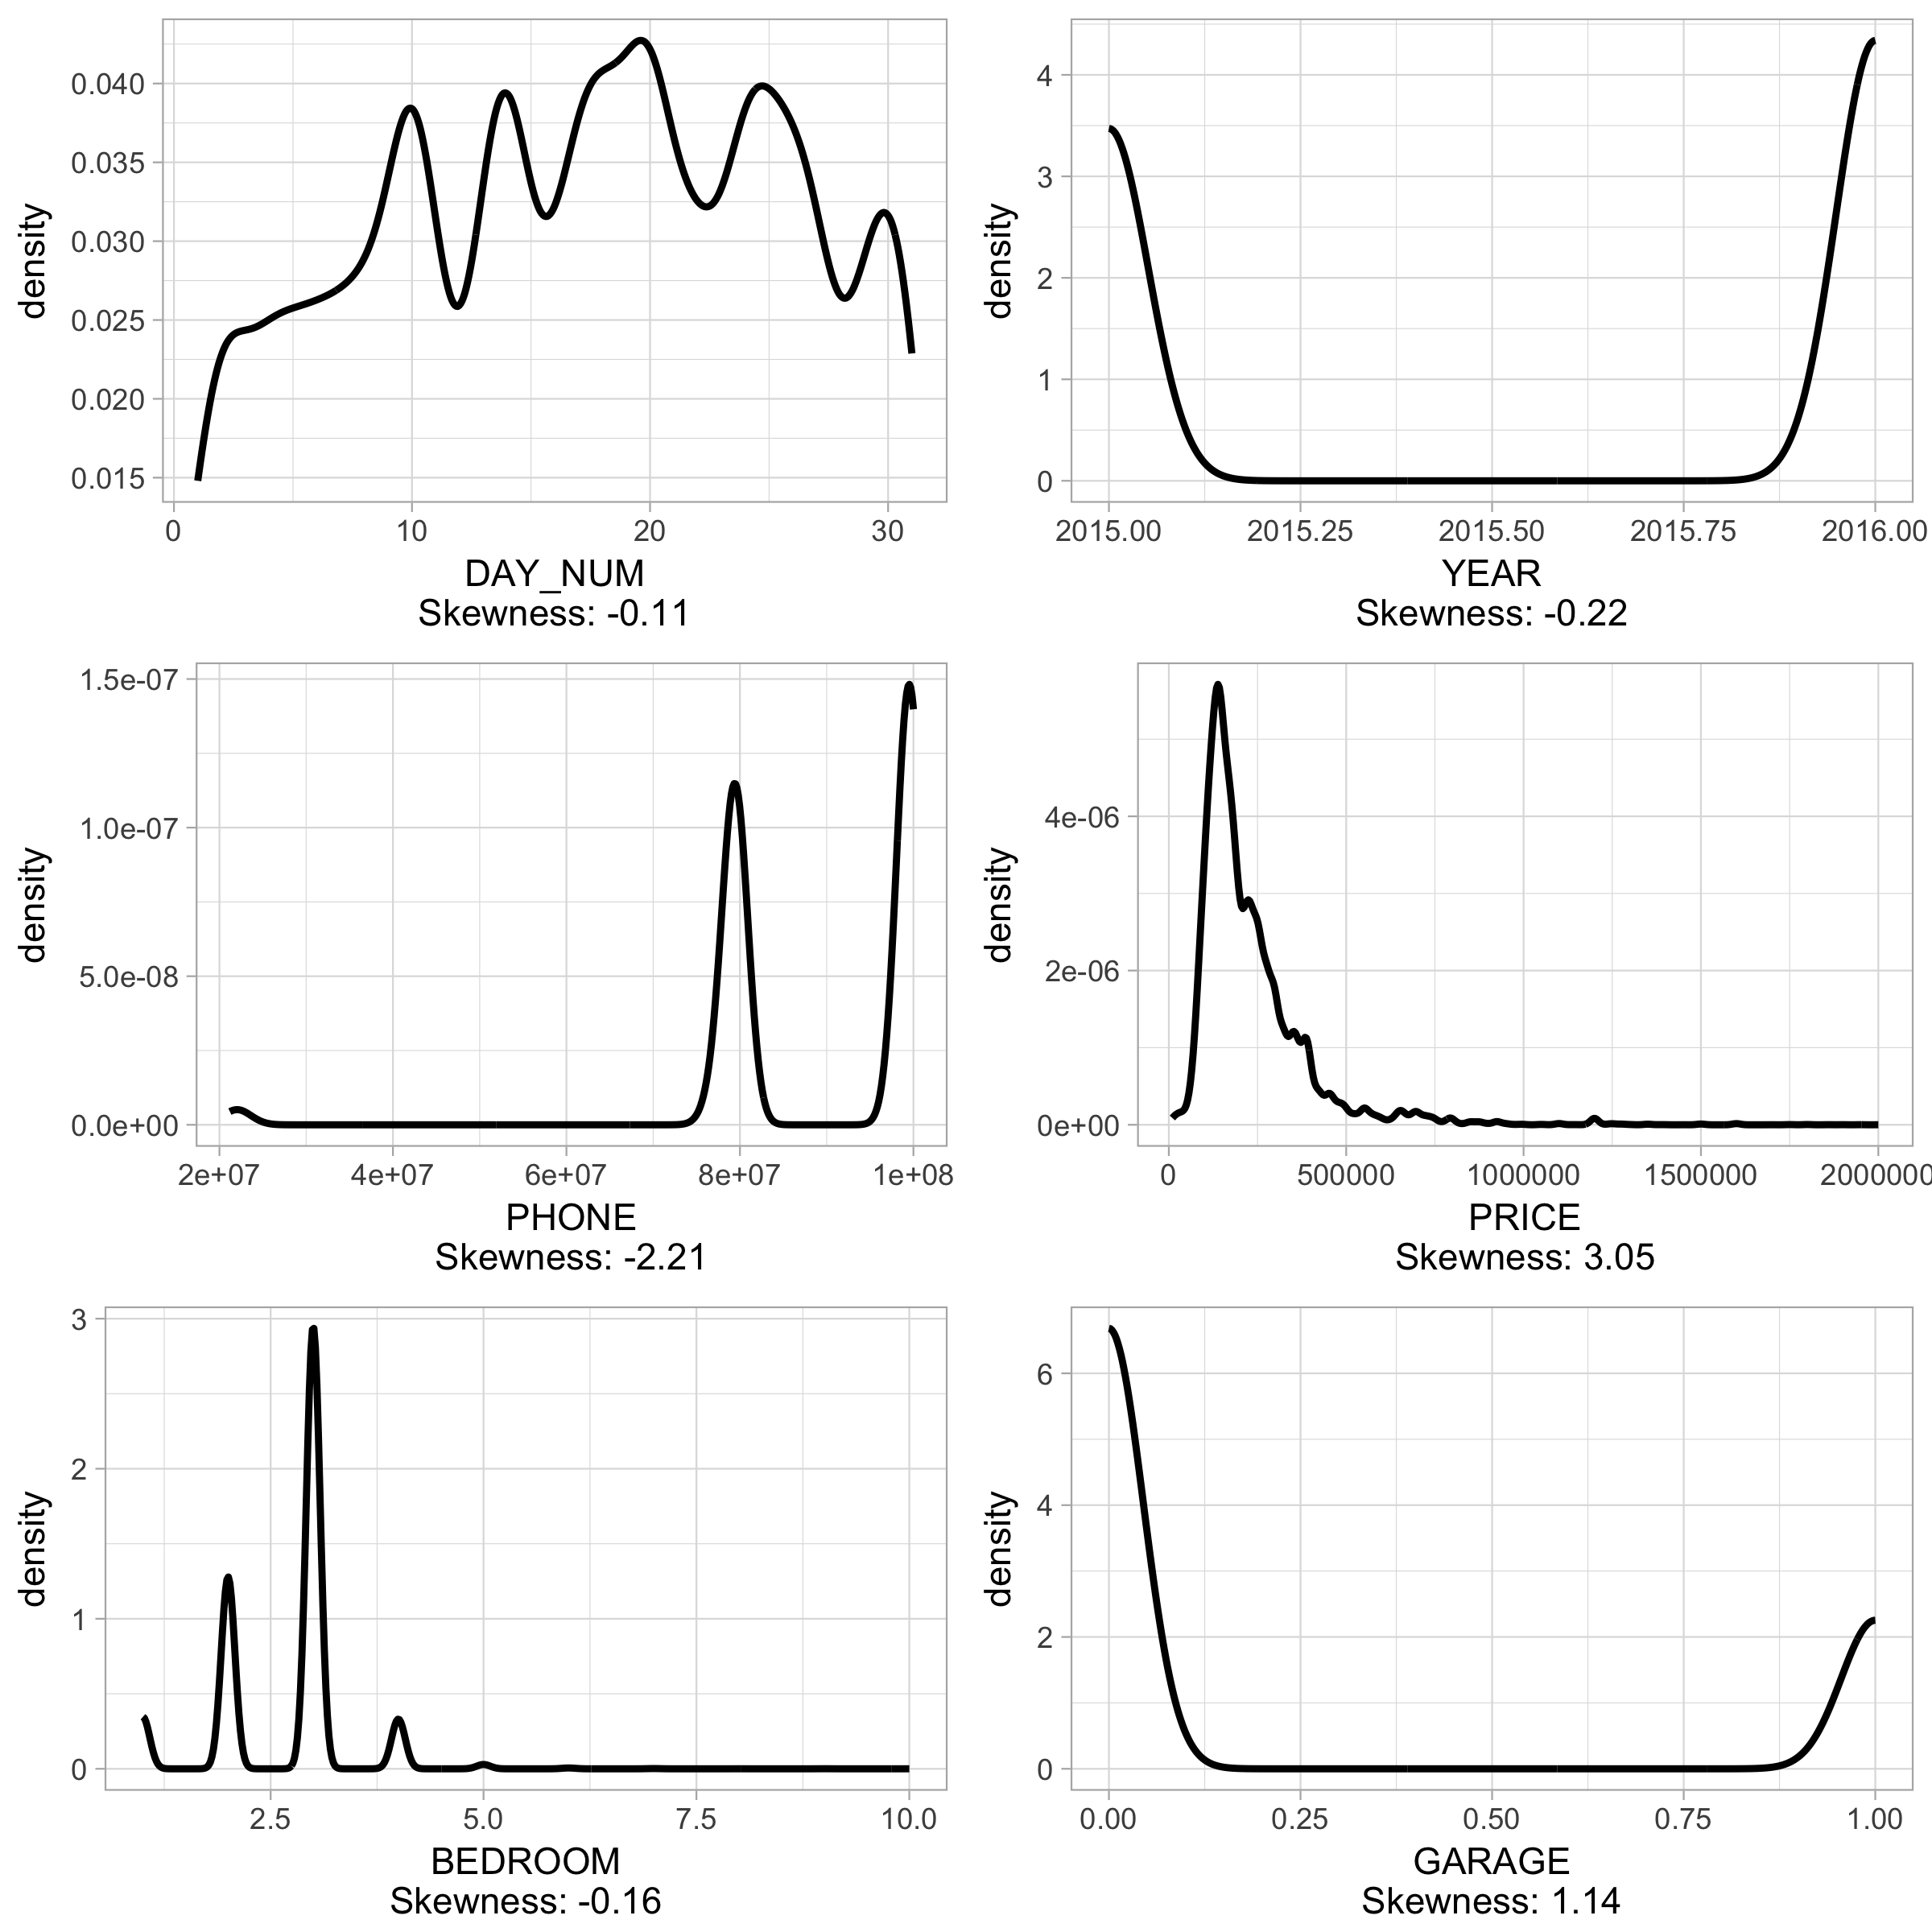 density
0.040
0.035
0.030
0.025
0.020
0.015
0
10
20
30
DAY_NUM
Skewness: -0.11
density
4
3
2
1
0
2015.00
2015.25
2015.50
2015.75
2016.00
YEAR
Skewness: -0.22
density
1.5e-07
1.0e-07
5.0e-08
0.0e+00
2e+07
4e+07
6e+07
8e+07
1e+08
PHONE
Skewness: -2.21
density
4e-06
2e-06
0e+00
0
500000
1000000
1500000
2000000
PRICE
Skewness: 3.05
density
3
2
1
0
2.5
5.0
7.5
10.0
BEDROOM
Skewness: -0.16
density
6
4
2
0
0.00
0.25
0.50
0.75
1.00
GARAGE
Skewness: 1.14